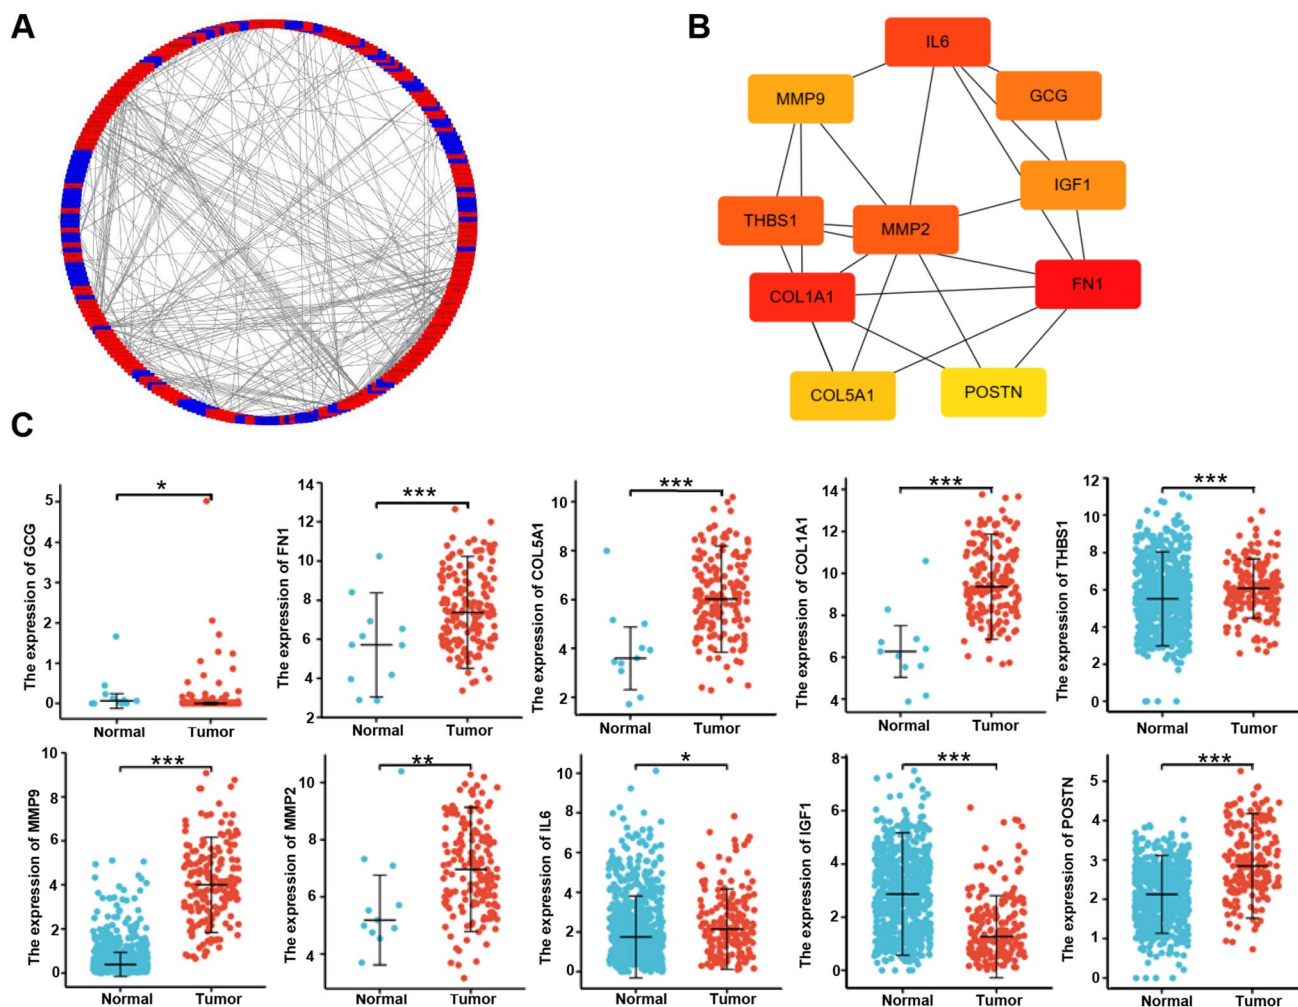 A
B
IL6
MMP9
GCG
IGF1
THBS1
MMP2
COL1A1
FN1
COL5A1
POSTN
C
The expression of GCG
5
4
3
2
1
0
*
Normal
Tumor
The expression of FN1
14
12
10
8
6
4
2
***
Normal
Tumor
The expression of COL5A1
10
8
6
4
2
***
Normal
Tumor
The expression of COL1A1
14
12
10
8
6
4
***
Normal
Tumor
The expression of THBS1
12
10
8
6
4
2
0
***
Normal
Tumor
The expression of MMP9
10
8
6
4
2
0
***
Normal
Tumor
The expression of MMP2
10
8
6
4
**
Normal
Tumor
The expression of IL6
10
8
6
4
2
0
*
Normal
Tumor
The expression of IGF1
8
6
4
2
0
***
Normal
Tumor
The expression of POSTN
5
4
3
2
1
0
***
Normal
Tumor